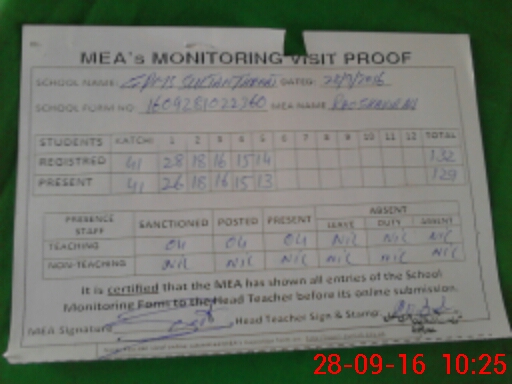 MEA's MONITORING VISIT PROOF
SCHOOL NAME: GBPS DATED: 28/9/2016
SCHOOL FORM NO: 1609281022360 MEA NAME
STUDENTS KATCHI 1 2 3 4 5 6 7 8 9 10 11 12 TOTAL
REGISTRED 41 28 18 16 15 14 132
PRESENT 41 26 18 16 15 13 129
PRESENCE STAFF SANCTIONED POSTED PRESENT ABSENT
LEAVE DUTY ABSENT
TEACHING 04 04 04 Nil Nil Nil
NON-TEACHING Nil Nil Nil Nil Nil Nil
It is certified that the MEA has shown all entries of the School
Monitoring Form to the Head Teacher before its online submission.
MEA Signature Head Teacher Sign & Stamp:
28-09-16 10:25